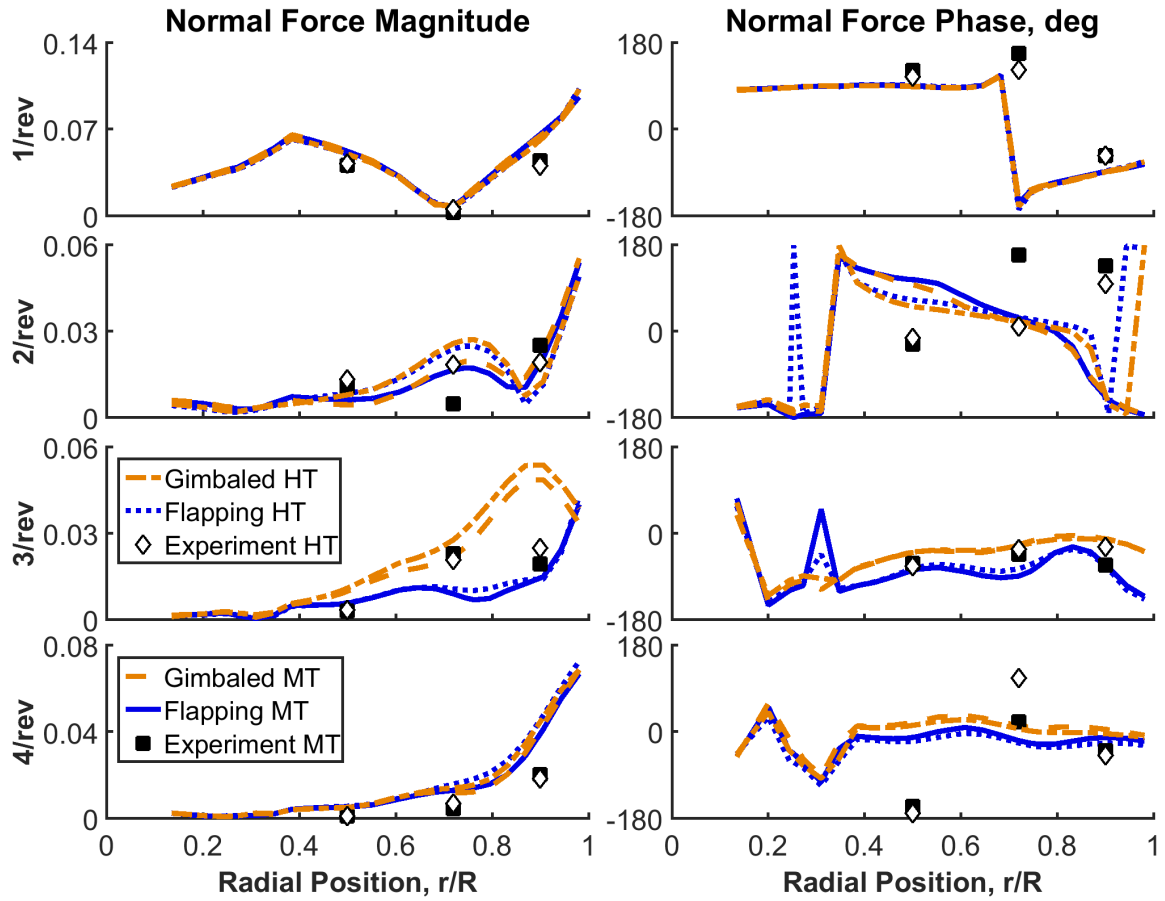 Normal Force Magnitude
Normal Force Phase, deg
1/rev
0.14
0.07
0
180
0
-180
2/rev
0.06
0.03
0
180
0
-180
3/rev
0.06
0.03
0
Gimbaled HT
Flapping HT
Experiment HT
180
0
-180
4/rev
0.08
0.04
0
Gimbaled MT
Flapping MT
Experiment MT
180
0
-180
0 0.2 0.4 0.6 0.8 1
0 0.2 0.4 0.6 0.8 1
Radial Position, r/R
Radial Position, r/R